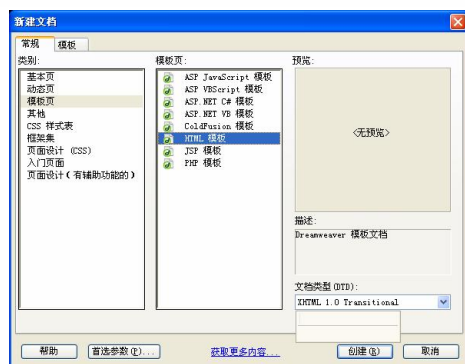 新建文档
常规 模板
类别:
基本页
动态页
模板页
其他
CSS 样式表
框架集
页面设计 (CSS)
入门页面
页面设计(有辅助功能的)
模板页:
ASP JavaScript 模板
ASP VBScript 模板
ASP.NET C# 模板
ASP.NET VB 模板
ColdFusion 模板
HTML 模板
JSP 模板
PHP 模板
预览:
<无预览>
描述:
Dreamweaver 模板文档
文档类型(DTD):
XHTML 1.0 Transitional
帮助 首选参数(P)... 获取更多内容... 创建(R) 取消